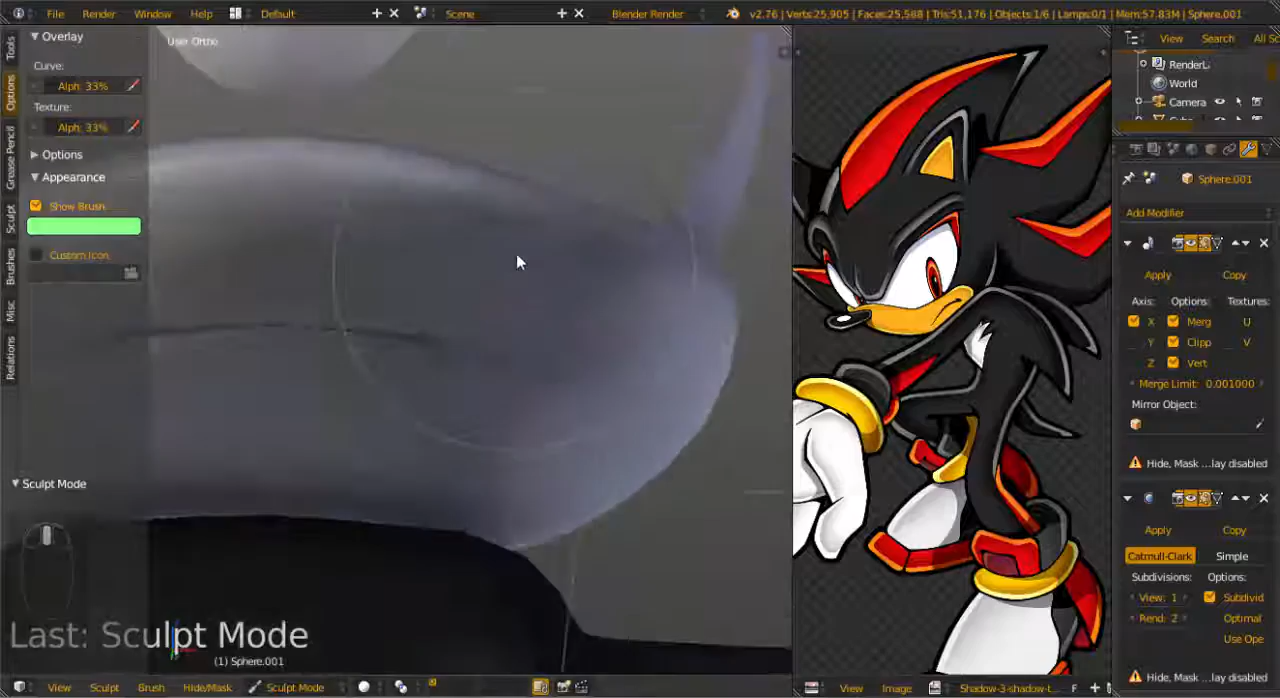 File Render Window Help Default Scene Blender Render v2.76 | Verts:25,905 | Faces:25,588 | Tris:51,176 | Objects:1/6 | Lamps:0/1 | Mem:57.83M | Sphere.001
Tools
Options
Grease Pencil
Sculpt
Brushes
Misc
Relations
Overlay
Curve:
Alph: 33%
Texture:
Alph: 33%
Options
Appearance
Show Brush
Custom Icon
Sculpt Mode
User Ortho
Last: Sculpt Mode
(1) Sphere.001
View Sculpt Brush Hide/Mask Sculpt Mode
View Image Shadow-3-shadow-t... F
View Search All Sc
RenderL
World
Camera
Sphere.001
Add Modifier
Apply Copy
Axis: Options: Textures:
X Merg U
Y Clipp V
Z Vert
Merge Limit: 0.001000
Mirror Object:
Hide, Mask ...lay disabled
Apply Copy
Catmull-Clark Simple
Subdivisions: Options:
View: 1 Subdivid
Rend: 2 Optimal
Use Ope
Hide, Mask ...lay disabled